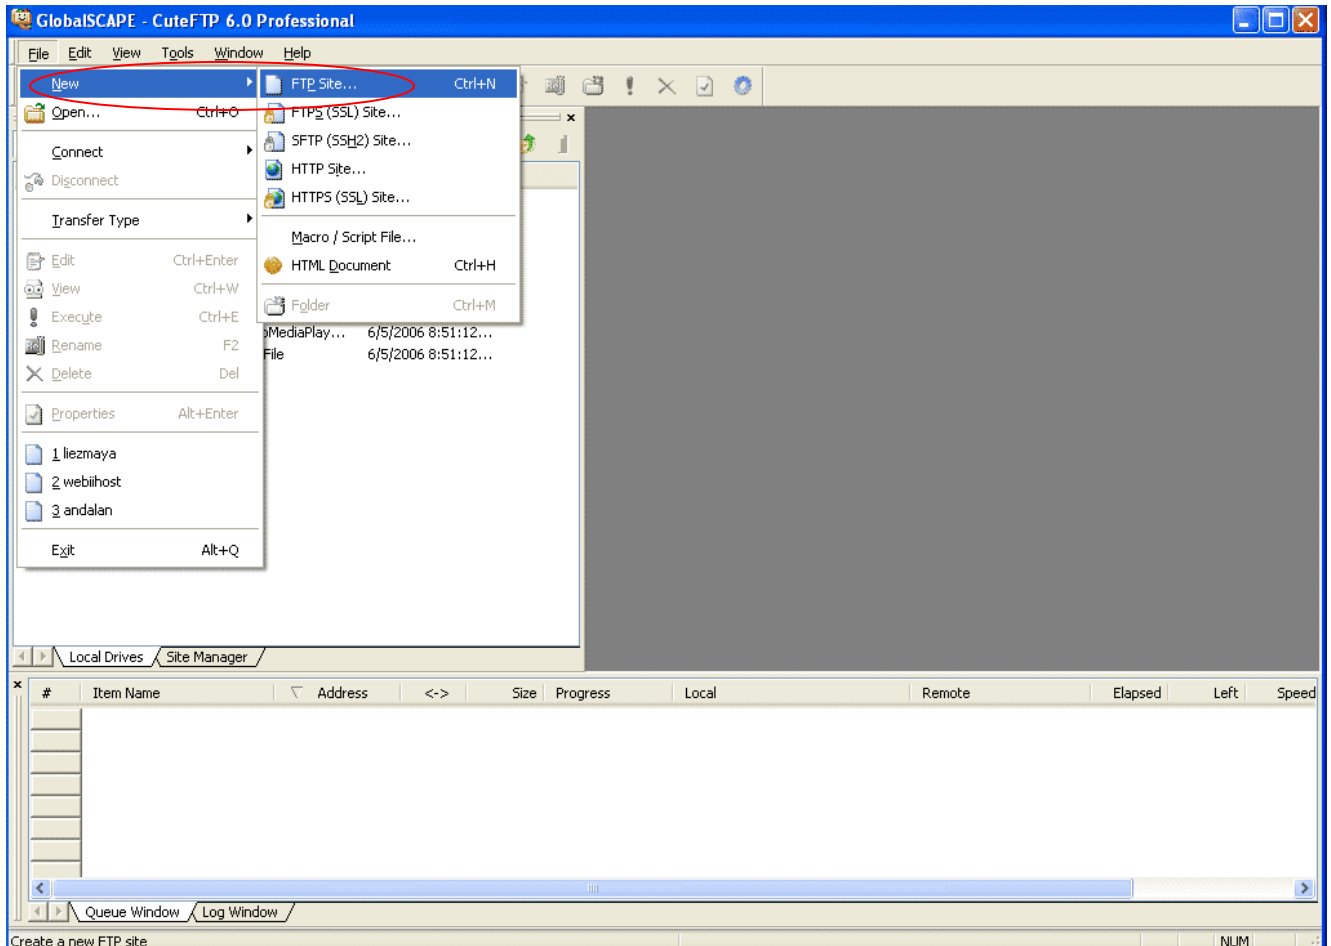 GlobalSCAPE - CuteFTP 6.0 Professional
File Edit View Tools Window Help
New
Open... Ctrl+O
Connect
Disconnect
Transfer Type
Edit Ctrl+Enter
View Ctrl+W
Execute Ctrl+E
Rename F2
Delete Del
Properties Alt+Enter
1 liezmaya
2 webiihost
3 andalan
Exit Alt+Q
FTP Site... Ctrl+N
FTPS (SSL) Site...
SFTP (SSH2) Site...
HTTP Site...
HTTPS (SSL) Site...
Macro / Script File...
HTML Document Ctrl+H
Folder Ctrl+M
MediaPlay... 6/5/2006 8:51:12...
File 6/5/2006 8:51:12...
Local Drives Site Manager
# Item Name Address <-> Size Progress Local Remote Elapsed Left Speed
Queue Window Log Window
Create a new FTP site NUM